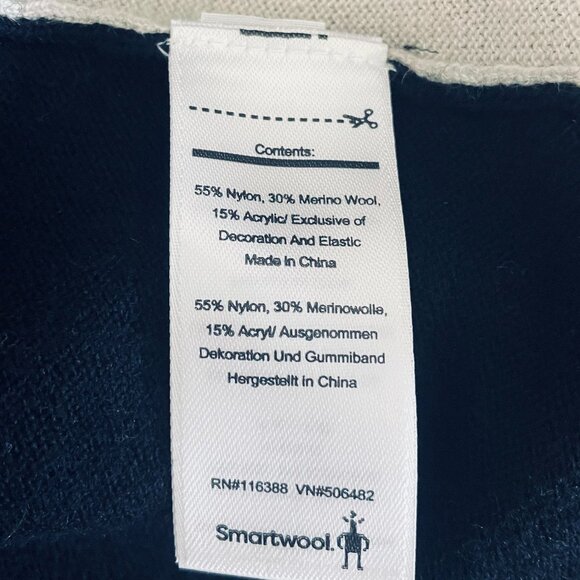 Contents:
55% Nylon, 30% Merino Wool,
15% Acrylic/ Exclusive of
Decoration And Elastic
Made In China
55% Nylon, 30% Merinowolle,
15% Acryl/ Ausgenommen
Dekoration Und Gummiband
Hergestellt in China
RN#116388 VN#506482
Smartwool.